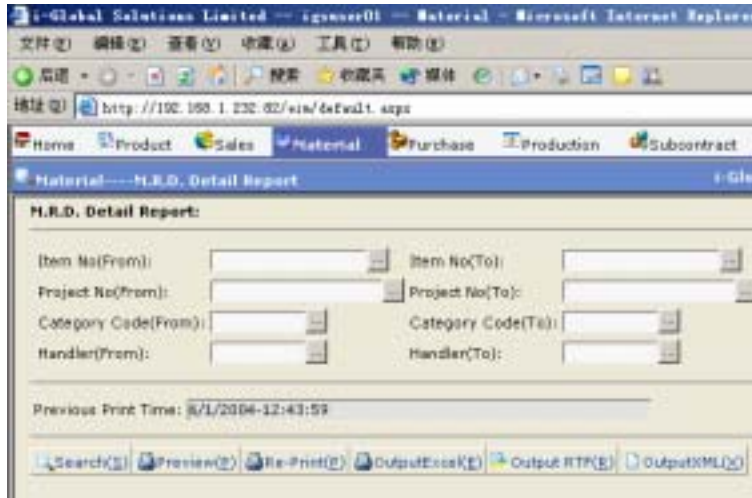 i-Global Solutions Limited -- igsuser01 -- Material - Microsoft Internet Explorer
文件(F) 编辑(E) 查看(V) 收藏(A) 工具(T) 帮助(H)
后退 搜索 收藏夹 媒体
地址(D) http://192.168.1.232:82/eim/default.aspx
Home Product Sales Material Purchase Production Subcontract
Material----M.R.D. Detail Report i-Glo
M.R.D. Detail Report:
Item No(From): ... Item No(To): ...
Project No(From): ... Project No(To): ...
Category Code(From): ... Category Code(To): ...
Handler(From): ... Handler(To): ...
Previous Print Time: 6/1/2004-12:43:59
Search(S) Preview(P) Re-Print(P) OutputExcel(E) Output RTF(R) OutputXML(X)